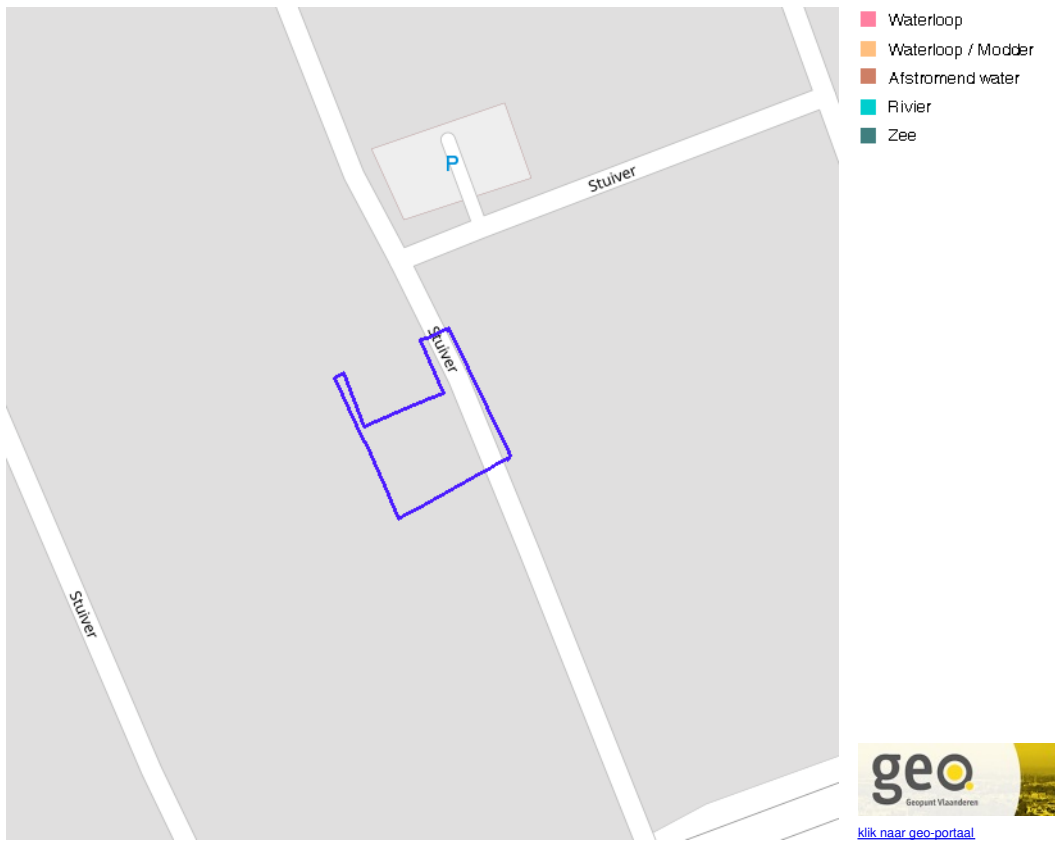 Waterloop
Waterloop / Modder
Afstromend water
Rivier
Zee
P
Stuiver
Stuiver
Stuiver
geo.
Geopunt Vlaanderen
klik naar geo-portaal